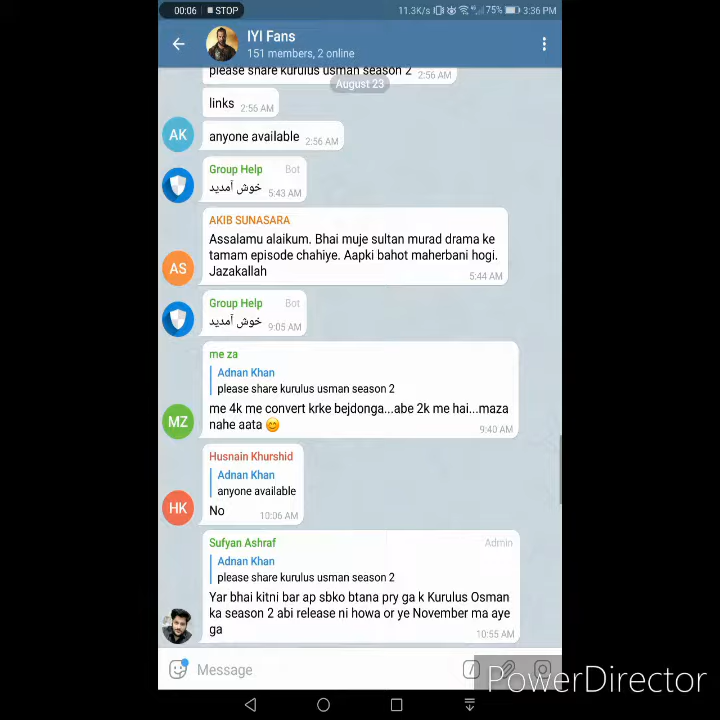 00:06 STOP 11.3K/s 4G 75% 3:36 PM
IYI Fans
151 members, 2 online
please share kurulus usman season 2 2:56 AM
August 23
links 2:56 AM
AK anyone available 2:56 AM
Group Help Bot
خوش آمدید 5:43 AM
AKIB SUNASARA
Assalamu alaikum. Bhai muje sultan murad drama ke
tamam episode chahiye. Aapki bahot maherbani hogi.
AS Jazakallah 5:44 AM
Group Help Bot
خوش آمدید 9:05 AM
me za
Adnan Khan
please share kurulus usman season 2
me 4k me convert krke bejdonga...abe 2k me hai...maza
MZ nahe aata 😊 9:40 AM
Husnain Khurshid
Adnan Khan
anyone available
HK No 10:06 AM
Sufyan Ashraf Admin
Adnan Khan
please share kurulus usman season 2
Yar bhai kitni bar ap sbko btana pry ga k Kurulus Osman
ka season 2 abi release ni howa or ye November ma aye
ga 10:55 AM
Message /
PowerDirector